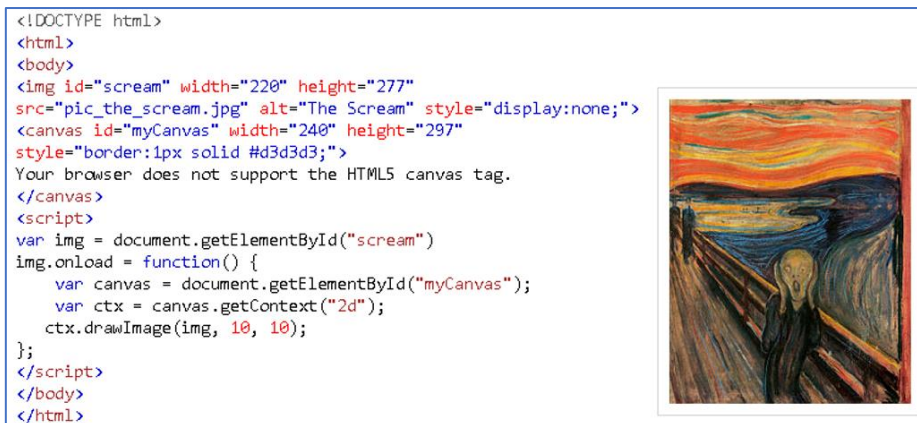 <!DOCTYPE html>
<html>
<body>
<img id="scream" width="220" height="277"
src="pic_the_scream.jpg" alt="The Scream" style="display:none;">
<canvas id="myCanvas" width="240" height="297"
style="border:1px solid #d3d3d3;">
Your browser does not support the HTML5 canvas tag.
</canvas>
<script>
var img = document.getElementById("scream")
img.onload = function() {
    var canvas = document.getElementById("myCanvas");
    var ctx = canvas.getContext("2d");
   ctx.drawImage(img, 10, 10);
};
</script>
</body>
</html>